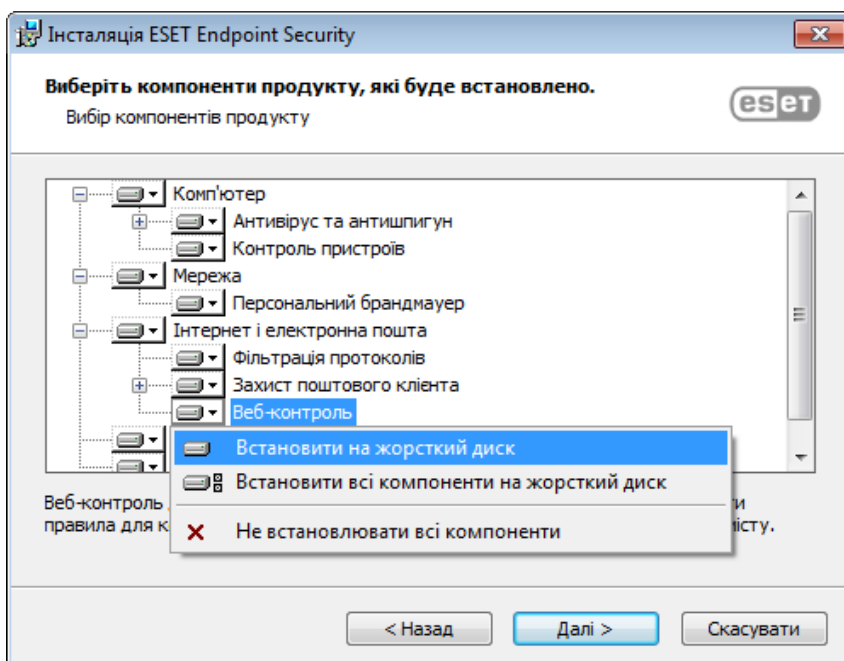 Інсталяція ESET Endpoint Security
Виберіть компоненти продукту, які буде встановлено.
Вибір компонентів продукту
eseT
Комп'ютер
Антивірус та антишпигун
Контроль пристроїв
Мережа
Персональний брандмауер
Інтернет і електронна пошта
Фільтрація протоколів
Захист поштового клієнта
Веб-контроль
Встановити на жорсткий диск
Встановити всі компоненти на жорсткий диск
Не встановлювати всі компоненти
Веб-контроль
правила для
< Назад
Далі >
Скасувати